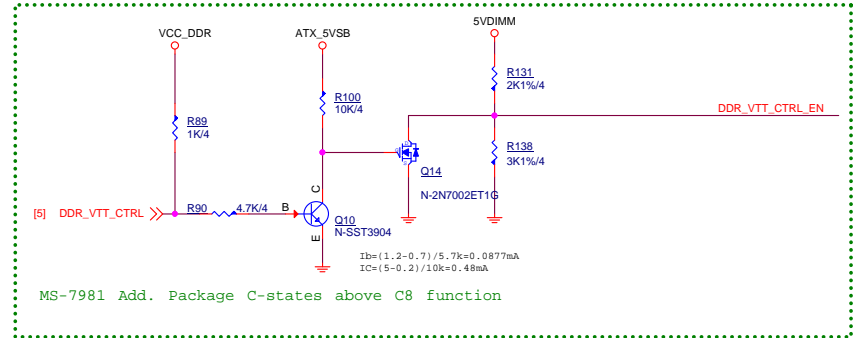 5VDIMM
VCC_DDR
ATX_5VSB
R131
2K1%/4
R100
10K/4
DDR_VTT_CTRL_EN
R89
1K/4
R138
3K1%/4
Q14
N-2N7002ET1G
C
[5] DDR_VTT_CTRL
R90
4.7K/4
B
Q10
N-SST3904
E
Ib=(1.2-0.7)/5.7k=0.0877mA
IC=(5-0.2)/10k=0.48mA
MS-7981 Add. Package C-states above C8 function